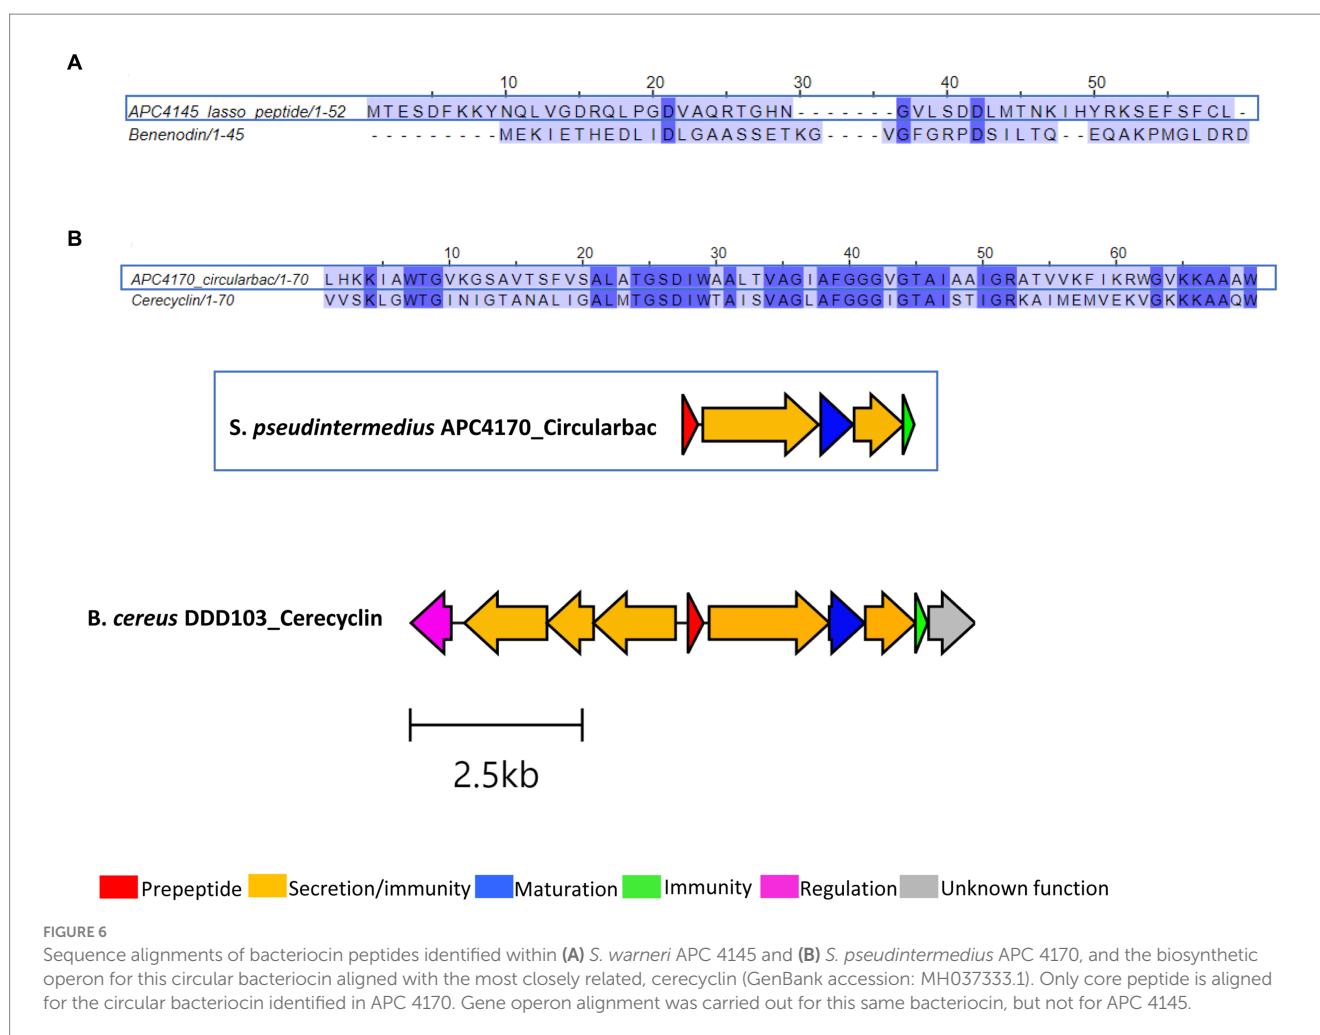 A
10 20 30 40 50
APC4145 lasso peptide/1-52 MTESDFKKYNQLVGDRQLPGDVAQRTGHN-------GVLSDDLMTNKIHYRKSEFSFCL-
Benenodin/1-45 ---------MEKIETHEDLIDLGAASSETKG----VGFGRPDSILTQ--EQAKPMGLDRD
B
10 20 30 40 50 60
APC4170_circularbac/1-70 LHKKIAWTGVKGSAVTSFVSALATGSDIWAALTVAGIAFGGGVGTAIAAIGRATVVKFIKRWGVKKAAAW
Cerecyclin/1-70 VVSKLGWTGINIGTANALIGALMTGSDIWTAISVAGLAFGGGIGTAISTIGRKAIMEMVEKVGKKKAAQW
S. pseudintermedius APC4170_Circularbac
B. cereus DDD103_Cerecyclin
2.5kb
Prepeptide Secretion/immunity Maturation Immunity Regulation Unknown function
FIGURE 6
Sequence alignments of bacteriocin peptides identified within (A) S. warneri APC 4145 and (B) S. pseudintermedius APC 4170, and the biosynthetic
operon for this circular bacteriocin aligned with the most closely related, cerecyclin (GenBank accession: MH037333.1). Only core peptide is aligned
for the circular bacteriocin identified in APC 4170. Gene operon alignment was carried out for this same bacteriocin, but not for APC 4145.